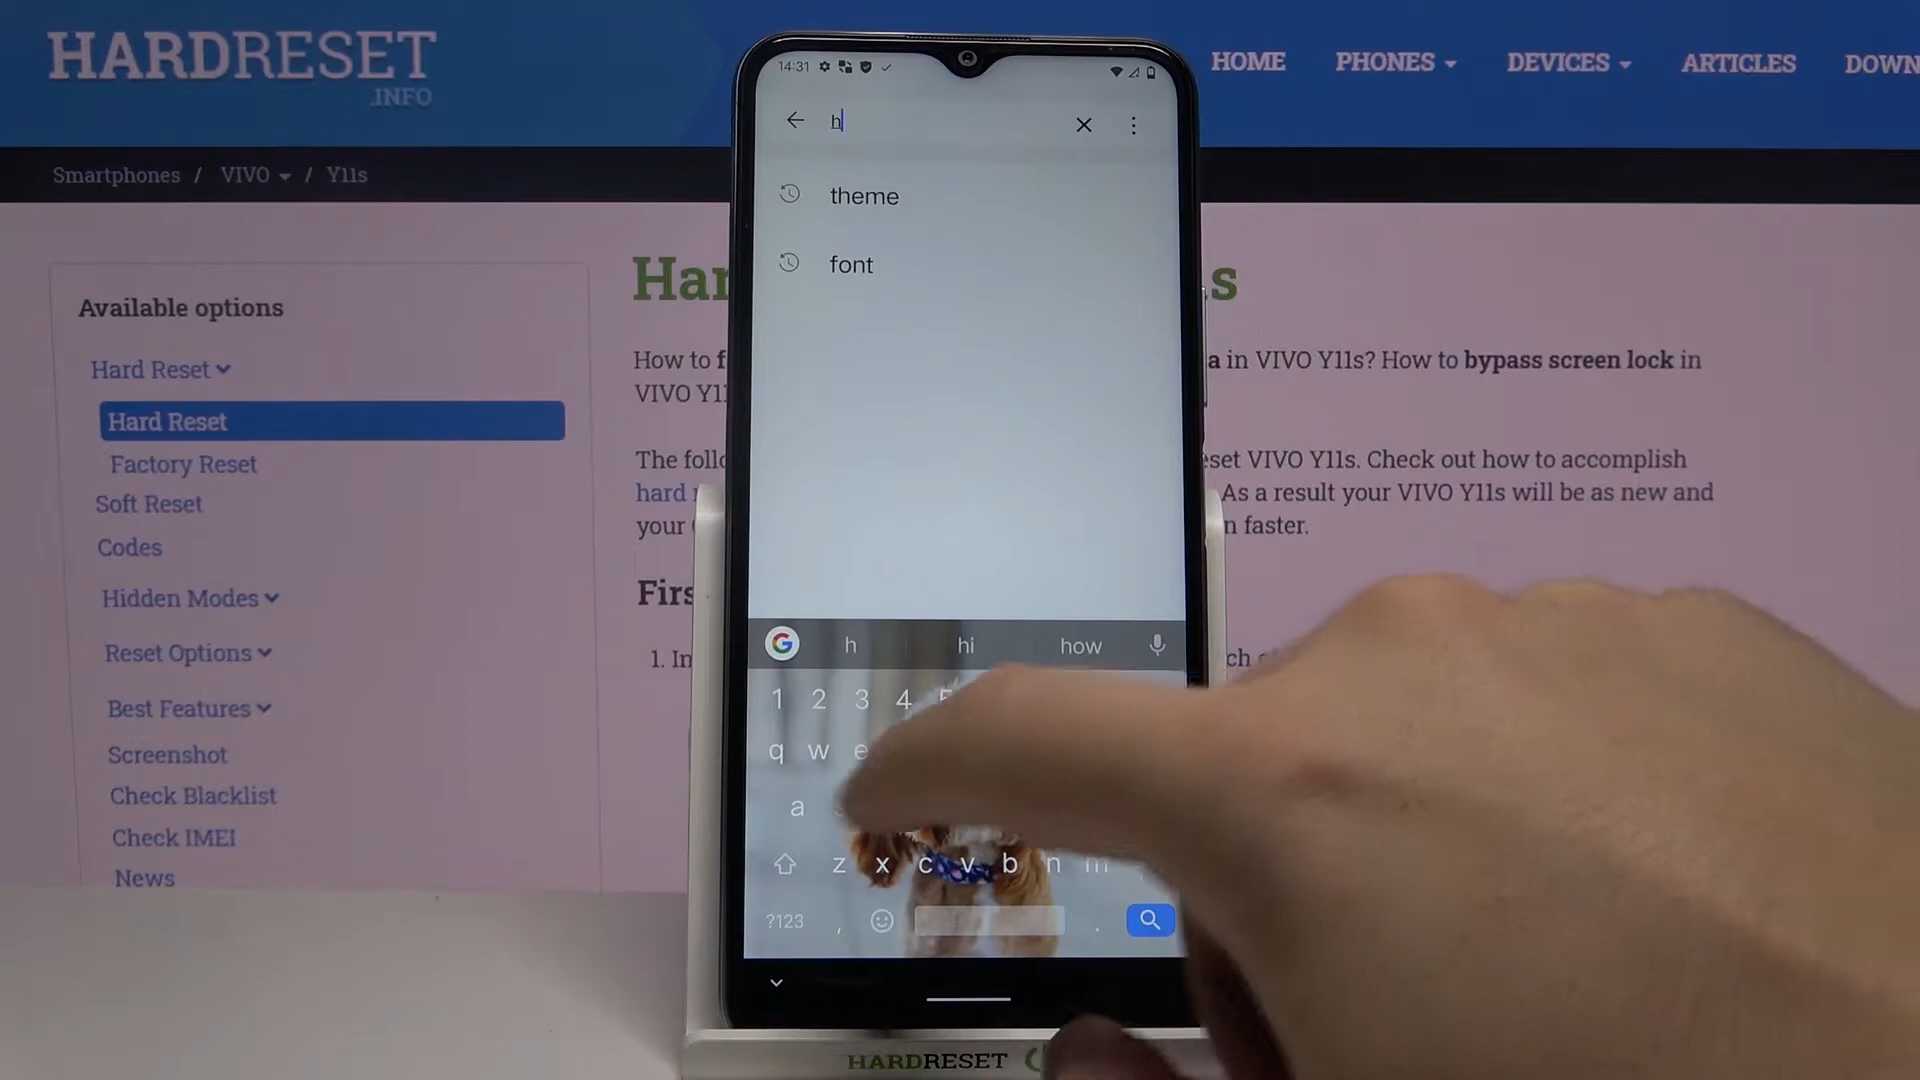 HARDRESET
.INFO
HOME PHONES DEVICES ARTICLES DOWN
Smartphones / VIVO / Y11s
Available options
Hard Reset
Hard Reset
Factory Reset
Soft Reset
Codes
Hidden Modes
Reset Options
Best Features
Screenshot
Check Blacklist
Check IMEI
News
14:31
h
theme
font
h hi how
1 2 3 4
q w e
a
z x c v b n m
?123 , .
Har
s
How to f
a in VIVO Y11s? How to bypass screen lock in
VIVO Y11
The follo
eset VIVO Y11s. Check out how to accomplish
hard
As a result your VIVO Y11s will be as new and
your
n faster.
Firs
1. In
ch
HARDRESET